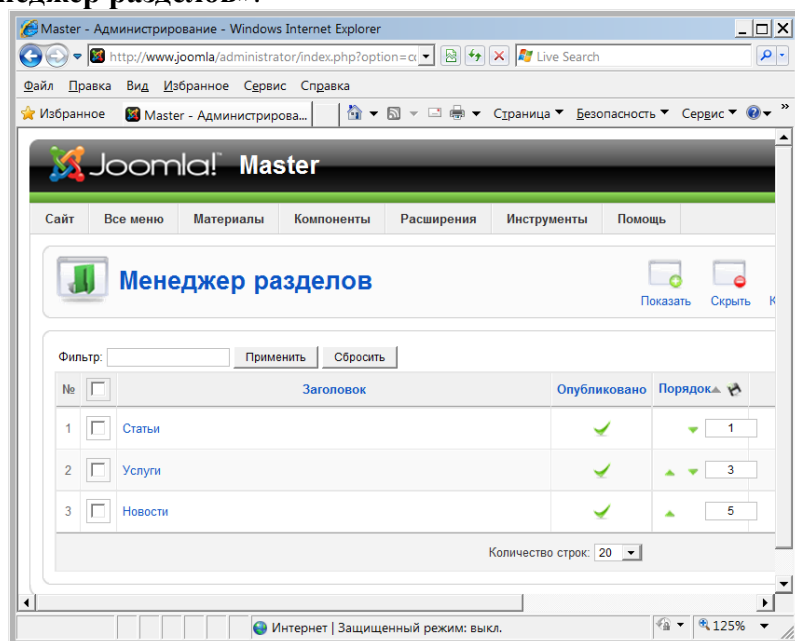 еджер разделов».
Master - Администрирование - Windows Internet Explorer
http://www.joomla/administrator/index.php?option=co Live Search
Файл Правка Вид Избранное Сервис Справка
Избранное Master - Администрирова... Страница Безопасность Сервис »
Joomla! Master
Сайт Все меню Материалы Компоненты Расширения Инструменты Помощь
Менеджер разделов
Показать Скрыть К
Фильтр: Применить Сбросить
№ Заголовок Опубликовано Порядок
1 Статьи 1
2 Услуги 3
3 Новости 5
Количество строк: 20
Интернет | Защищенный режим: выкл. 125%